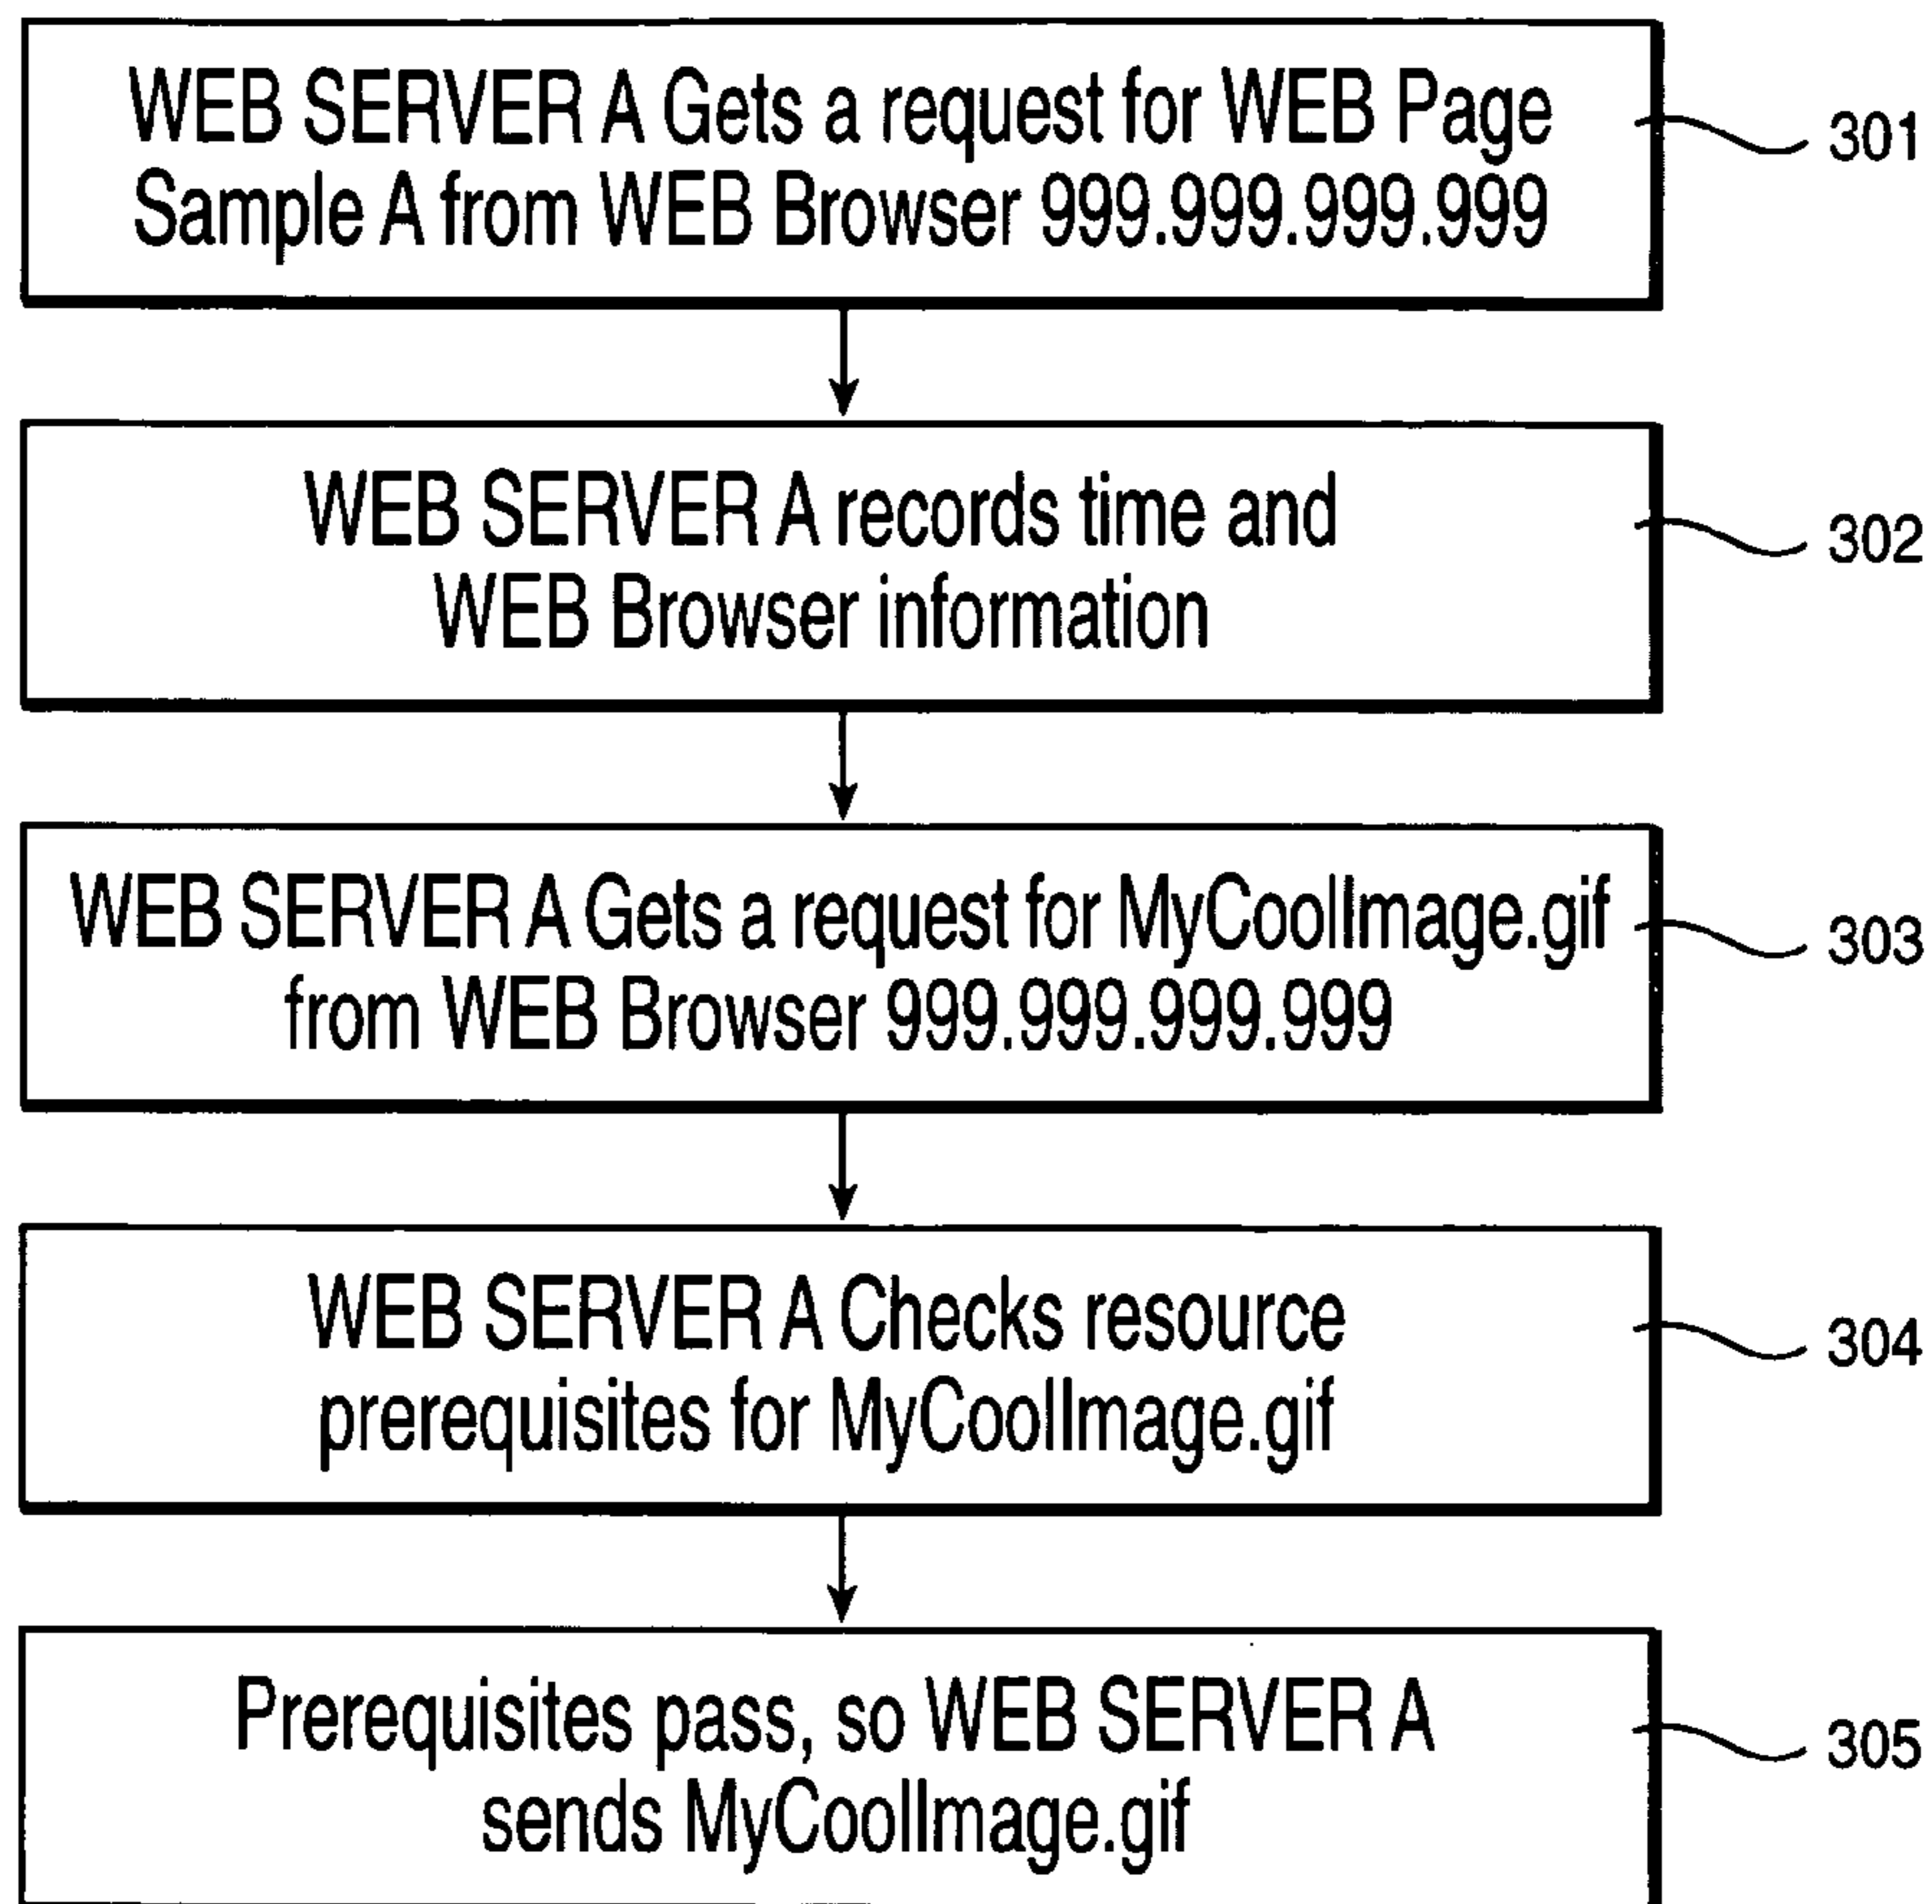 WEB SERVER A Gets a request for WEB Page
Sample A from WEB Browser 999.999.999.999
301
WEB SERVER A records time and
WEB Browser information
302
WEB SERVER A Gets a request for MyCoolImage.gif
from WEB Browser 999.999.999.999
303
WEB SERVER A Checks resource
prerequisites for MyCoolImage.gif
304
Prerequisites pass, so WEB SERVER A
sends MyCoolImage.gif
305